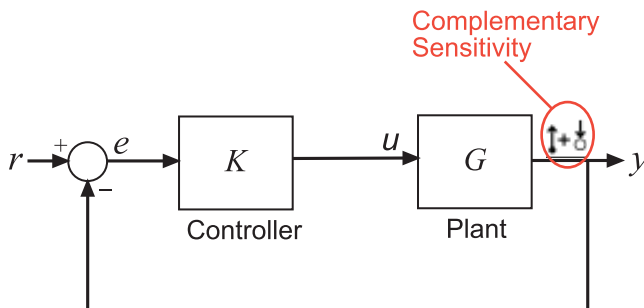 Complementary
Sensitivity
r
+
e
−
K
Controller
u
G
Plant
+
y